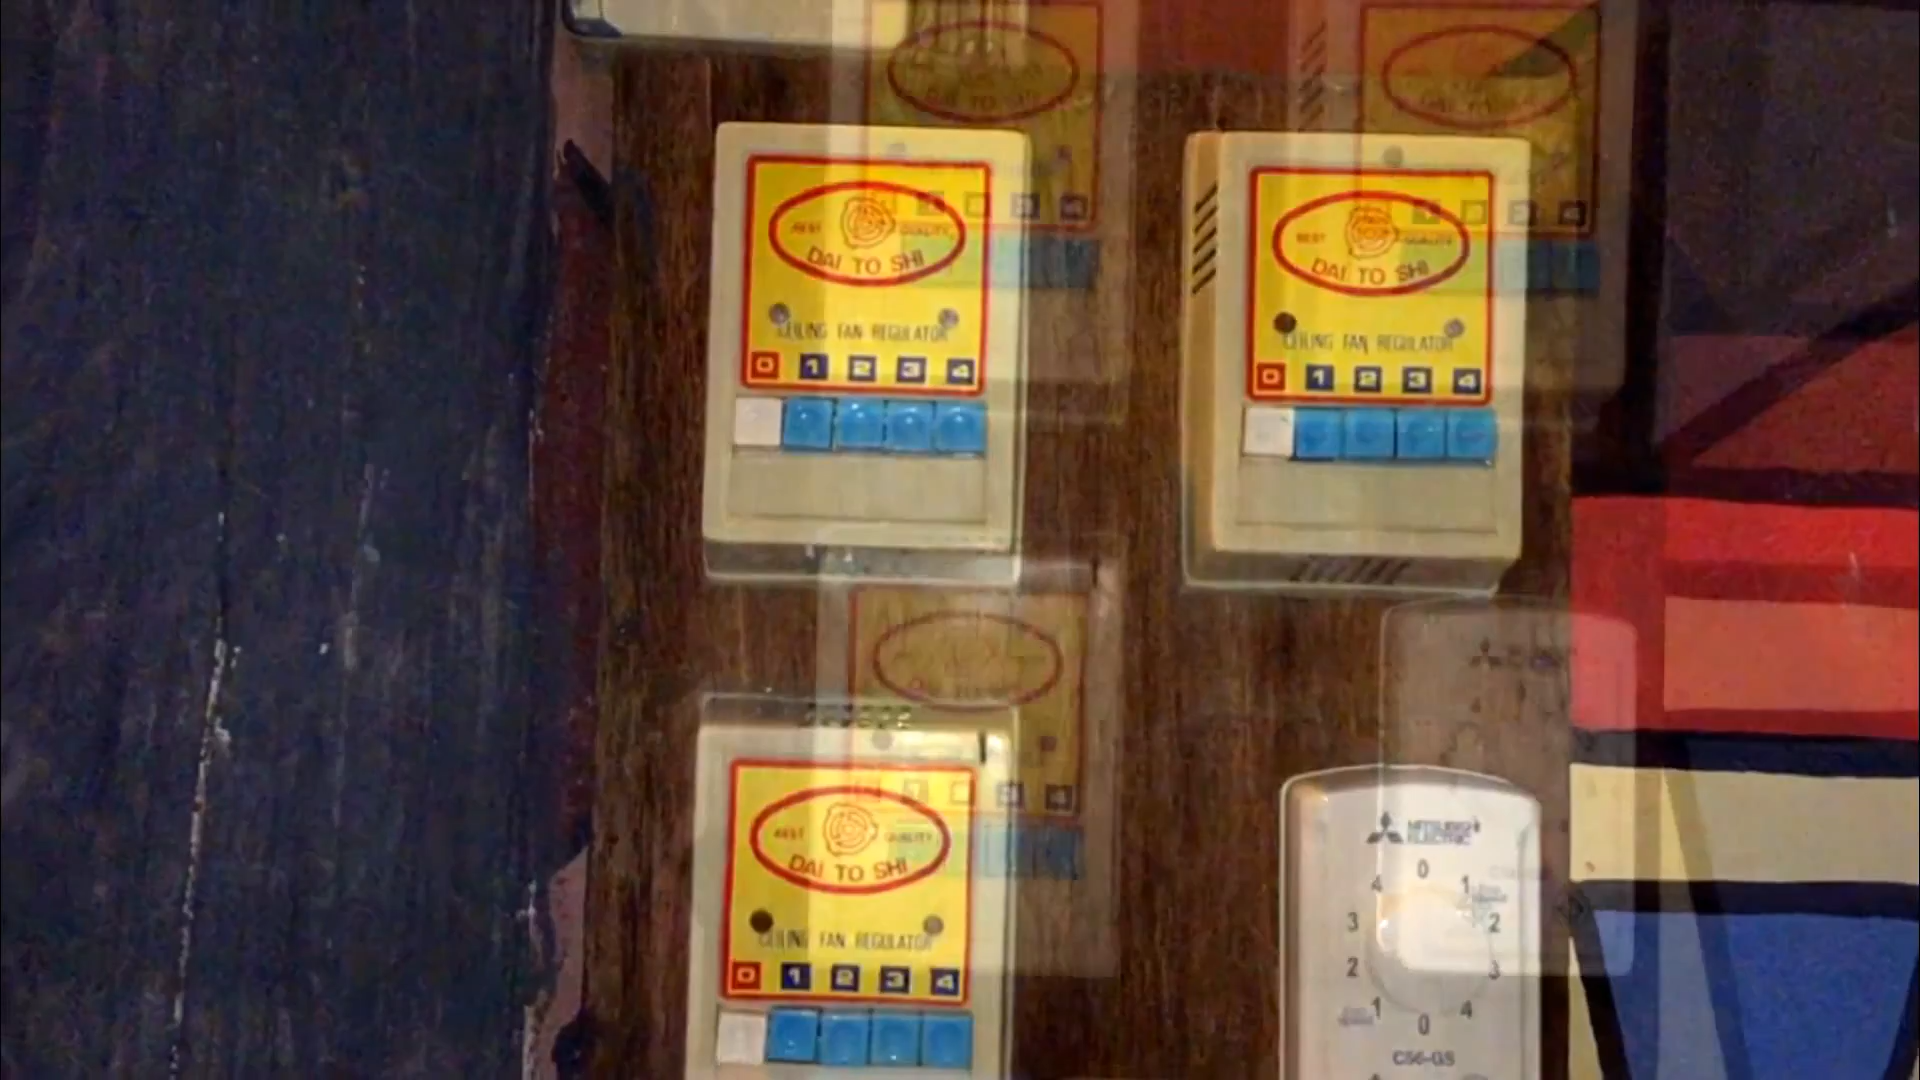 BEST QUALITY
DAI TO SHI
CEILING FAN REGULATOR
0 1 2 3 4
BEST QUALITY
DAI TO SHI
CEILING FAN REGULATOR
0 1 2 3 4
BEST QUALITY
DAI TO SHI
CEILING FAN REGULATOR
0 1 2 3 4
MITSUBISHI
ELECTRIC
0
4 1
3 2
2 3
1 4
0
C56-GS